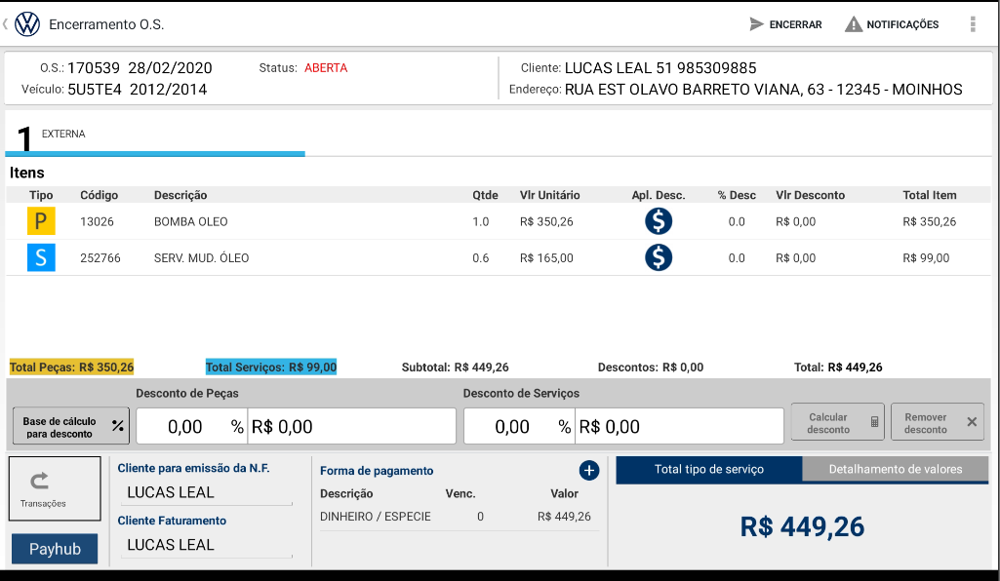 Encerramento O.S.
ENCERRAR
NOTIFICAÇÕES
O.S.: 170539 28/02/2020
Status: ABERTA
Cliente: LUCAS LEAL 51 985309885
Veículo: 5U5TE4 2012/2014
Endereço: RUA EST OLAVO BARRETO VIANA, 63 - 12345 - MOINHOS
1 EXTERNA
Itens
Tipo Código Descrição Qtde Vlr Unitário Apl. Desc. % Desc Vlr Desconto Total Item
P 13026 BOMBA OLEO 1.0 R$ 350,26 $ 0.0 R$ 0,00 R$ 350,26
S 252766 SERV. MUD. ÓLEO 0.6 R$ 165,00 $ 0.0 R$ 0,00 R$ 99,00
Total Peças: R$ 350,26 Total Serviços: R$ 99,00 Subtotal: R$ 449,26 Descontos: R$ 0,00 Total: R$ 449,26
Desconto de Peças
Desconto de Serviços
Base de cálculo
para desconto
%
0,00 % R$ 0,00
0,00 % R$ 0,00
Calcular
desconto
Remover
desconto
Transações
Payhub
Cliente para emissão da N.F.
LUCAS LEAL
Cliente Faturamento
LUCAS LEAL
Forma de pagamento
Descrição Venc. Valor
DINHEIRO / ESPECIE 0 R$ 449,26
Total tipo de serviço
Detalhamento de valores
R$ 449,26